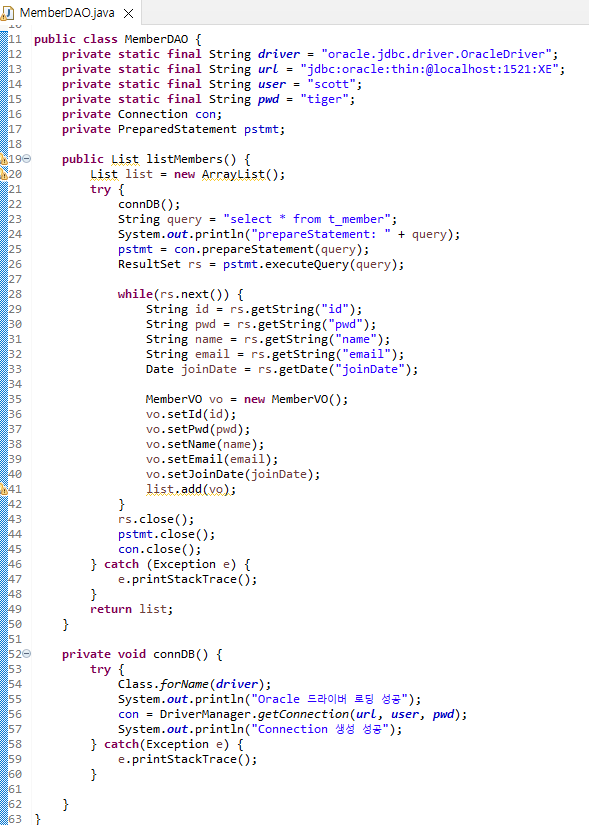 MemberDAO.java
11 public class MemberDAO {
12     private static final String driver = "oracle.jdbc.driver.OracleDriver";
13     private static final String url = "jdbc:oracle:thin:@localhost:1521:XE";
14     private static final String user = "scott";
15     private static final String pwd = "tiger";
16     private Connection con;
17     private PreparedStatement pstmt;
18
19     public List listMembers() {
20         List list = new ArrayList();
21         try {
22             connDB();
23             String query = "select * from t_member";
24             System.out.println("prepareStatement: " + query);
25             pstmt = con.prepareStatement(query);
26             ResultSet rs = pstmt.executeQuery(query);
27
28             while(rs.next()) {
29                 String id = rs.getString("id");
30                 String pwd = rs.getString("pwd");
31                 String name = rs.getString("name");
32                 String email = rs.getString("email");
33                 Date joinDate = rs.getDate("joinDate");
34
35                 MemberVO vo = new MemberVO();
36                 vo.setId(id);
37                 vo.setPwd(pwd);
38                 vo.setName(name);
39                 vo.setEmail(email);
40                 vo.setJoinDate(joinDate);
41                 list.add(vo);
42             }
43             rs.close();
44             pstmt.close();
45             con.close();
46         } catch (Exception e) {
47             e.printStackTrace();
48         }
49         return list;
50     }
51
52     private void connDB() {
53         try {
54             Class.forName(driver);
55             System.out.println("Oracle 드라이버 로딩 성공");
56             con = DriverManager.getConnection(url, user, pwd);
57             System.out.println("Connection 생성 성공");
58         } catch(Exception e) {
59             e.printStackTrace();
60         }
61
62     }
63 }